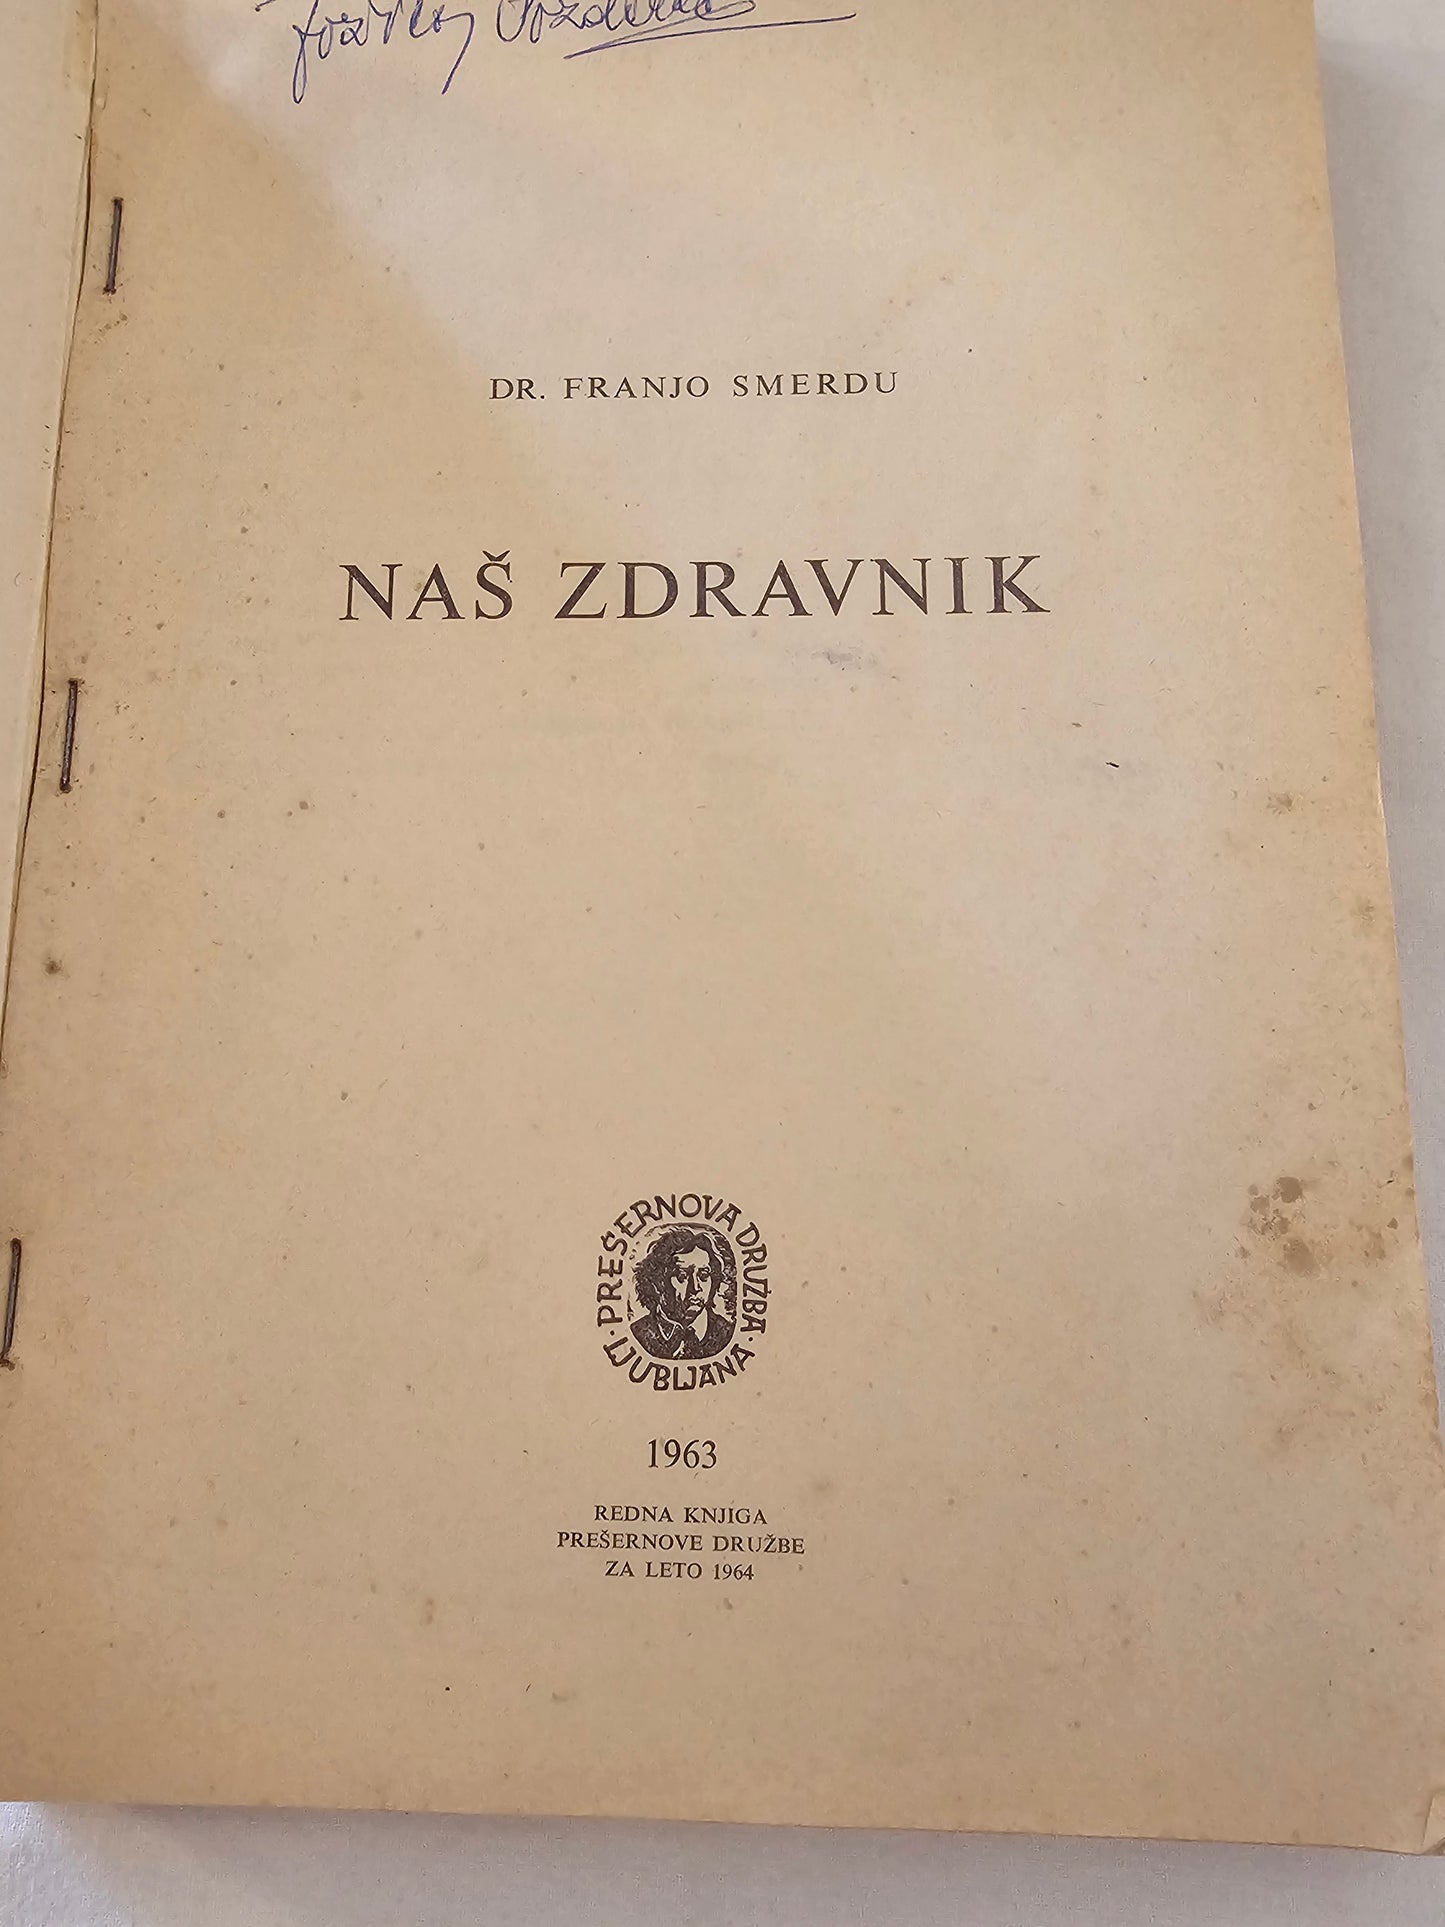 DR. FRANJO SMERDU
NAŠ ZDRAVNIK
PREŠERNOVA DRUŽBA
· LJUBLJANA ·
1963
REDNA KNJIGA
PREŠERNOVE DRUŽBE
ZA LETO 1964